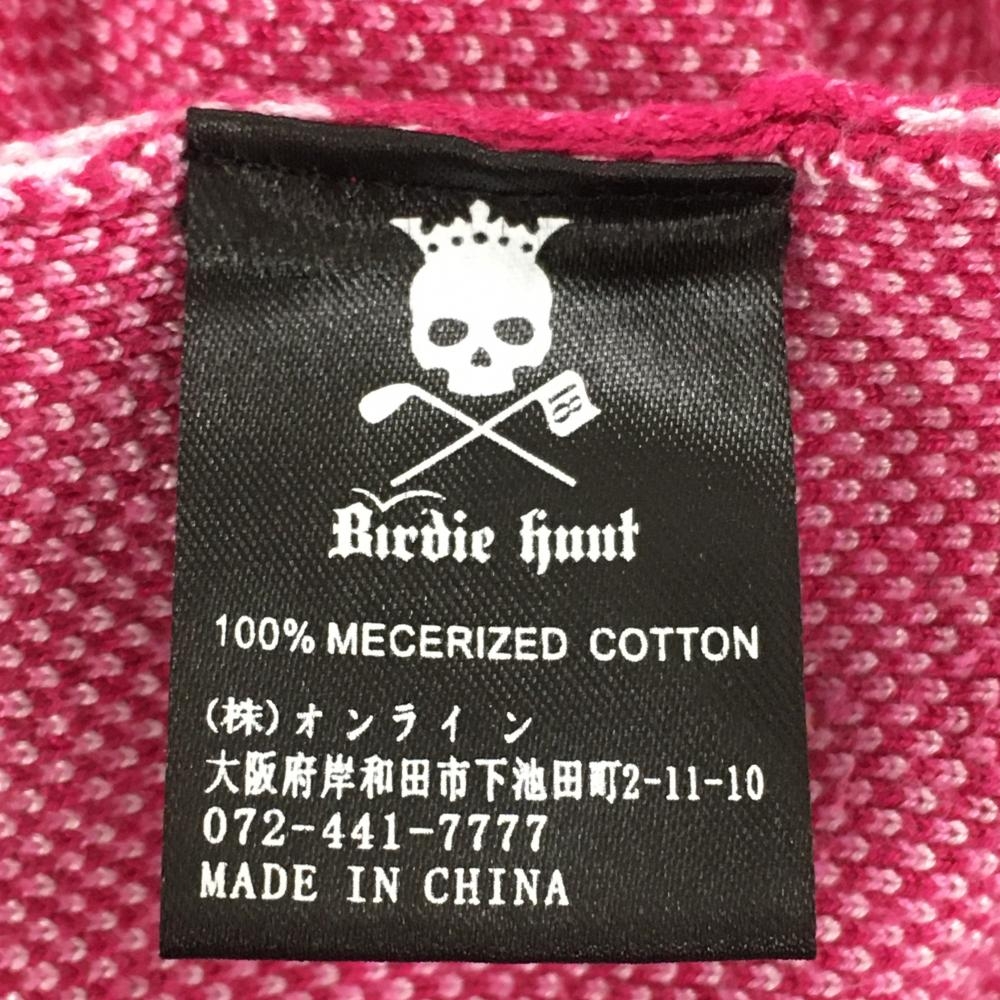 18
Birdie hunt
100% MECERIZED COTTON
(株)オンライン
大阪府岸和田市下池田町2-11-10
072-441-7777
MADE IN CHINA